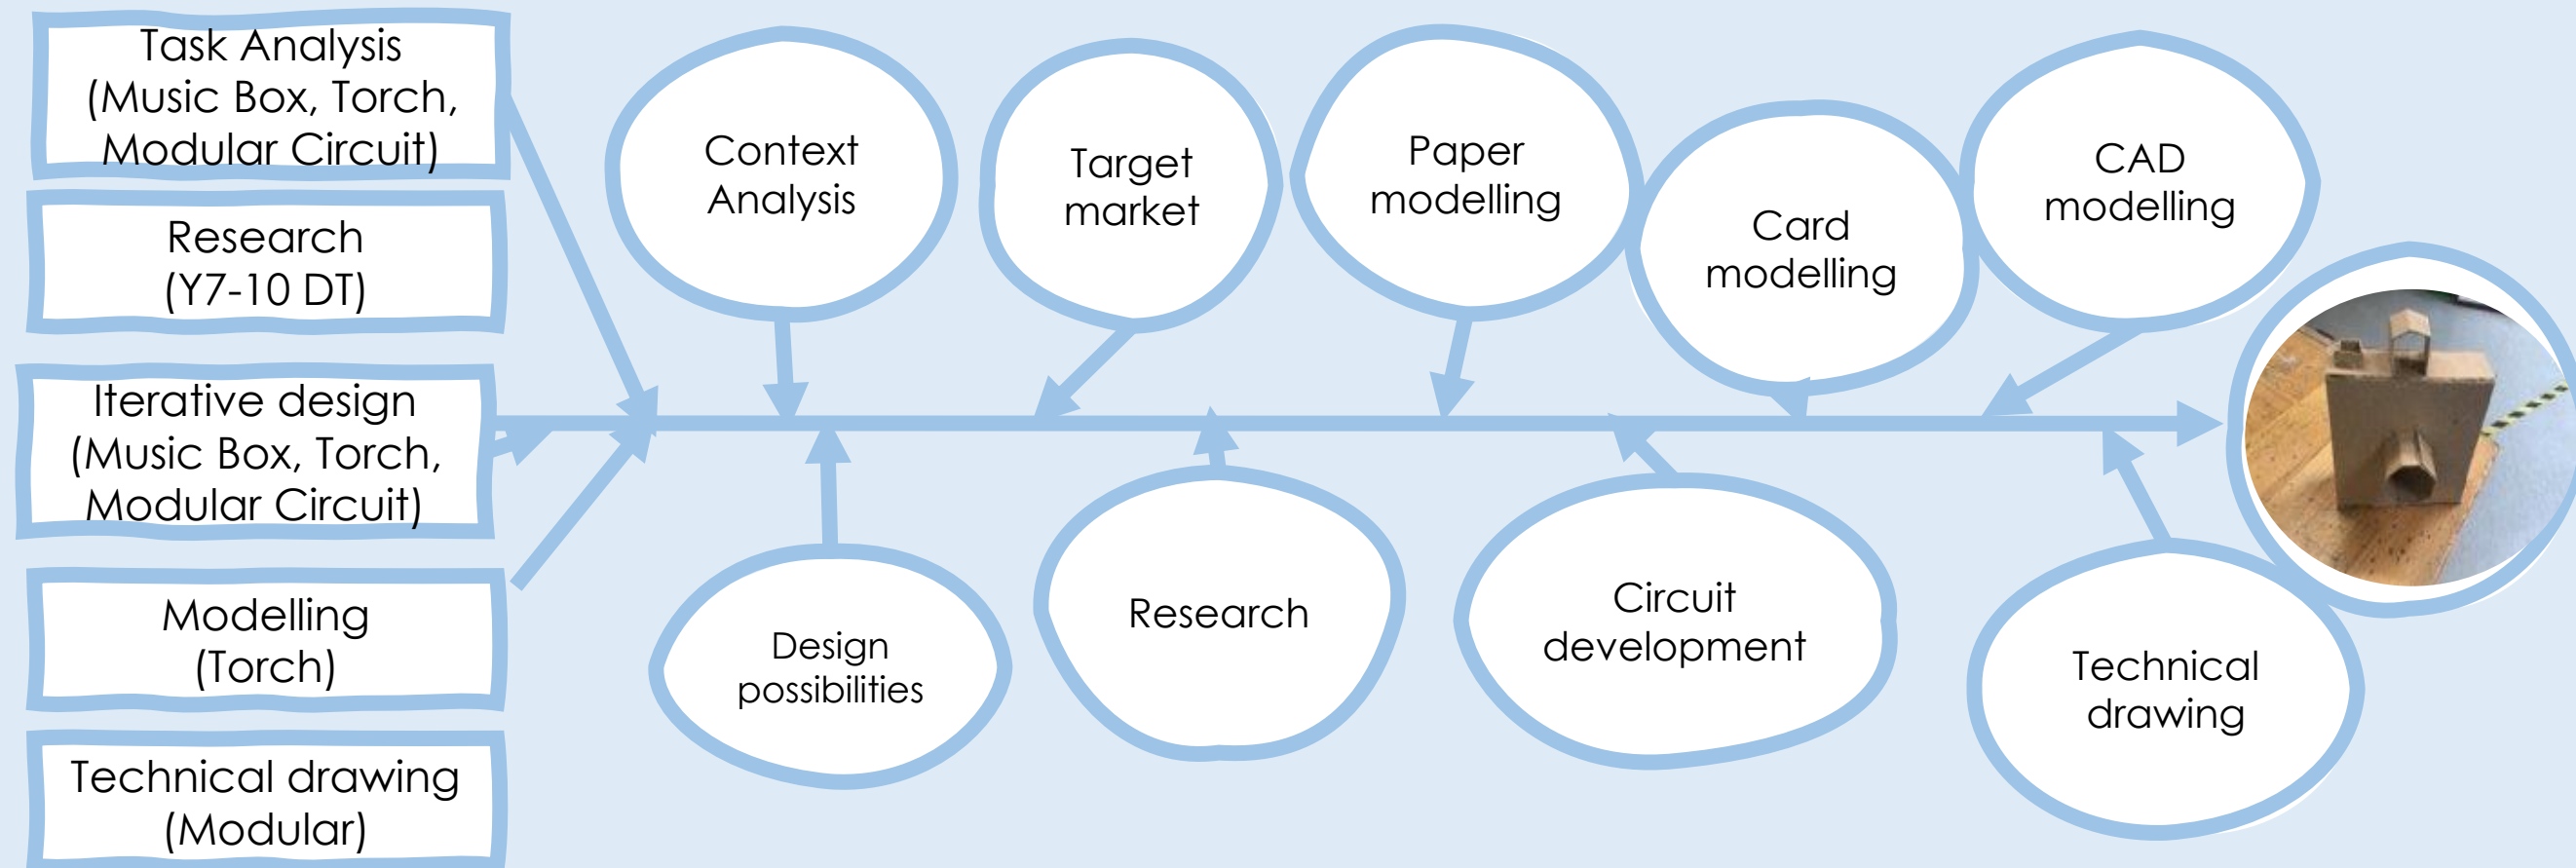 Task Analysis
(Music Box, Torch,
Modular Circuit)
Research
(Y7-10 DT)
Iterative design
(Music Box, Torch,
Modular Circuit)
Modelling
(Torch)
Technical drawing
(Modular)
Context
Analysis
Target
market
Paper
modelling
Card
modelling
CAD
modelling
Design
possibilities
Research
Circuit
development
Technical
drawing